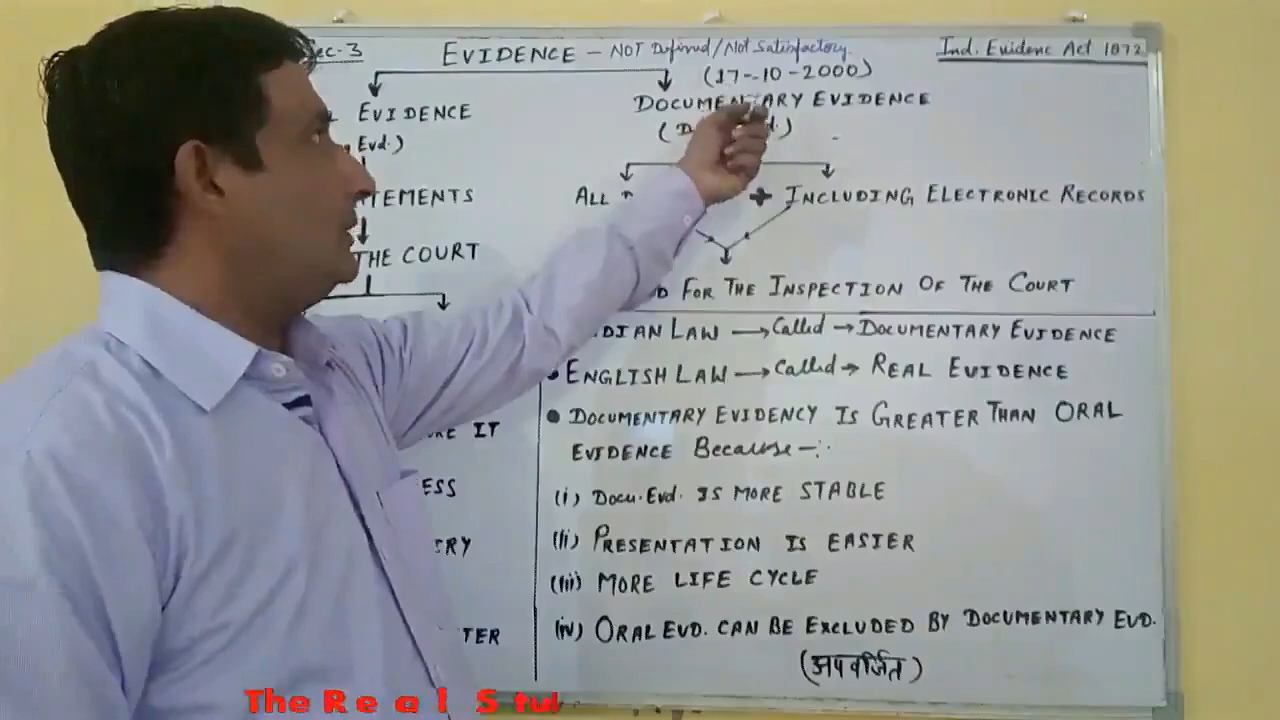 Sec-3 EVIDENCE – NOT Defined/Not Satisfactory. Ind. Evidenc Act 1872
(17-10-2000)
EVIDENCE
DOCUMENTARY EVIDENCE
Evd.)
ALL + INCLUDING ELECTRONIC RECORDS
TEMENTS
THE COURT
FOR THE INSPECTION OF THE COURT
DIAN LAW → Called → DOCUMENTARY EVIDENCE
• ENGLISH LAW → Called → REAL EVIDENCE
• DOCUMENTARY EVIDENCY IS GREATER THAN ORAL
EVIDENCE Because –:
(i) Docu. Evd. IS MORE STABLE
(ii) PRESENTATION IS EASIER
(iii) MORE LIFE CYCLE
(iv) ORAL EVD. CAN BE EXCLUDED BY DOCUMENTARY EVD.
(अपवर्जित)
IT
ESS
TER
The Real Stu